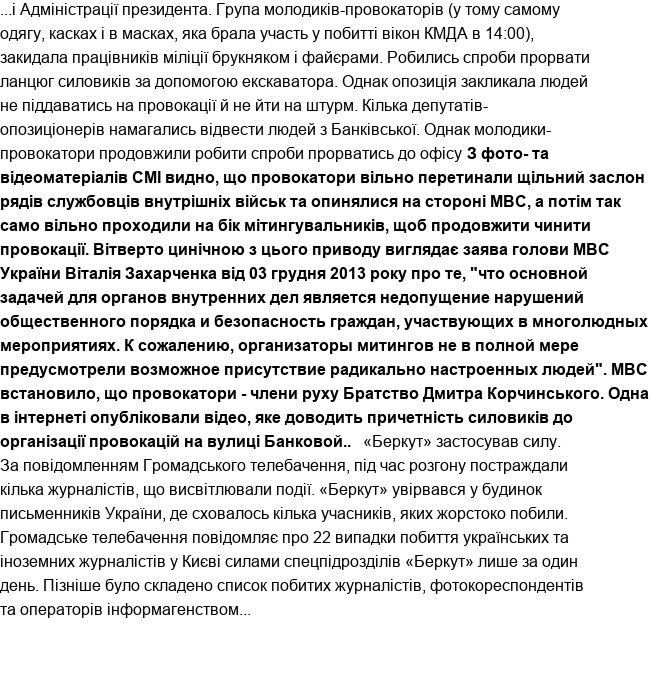 ...і Адміністрації президента. Група молодиків-провокаторів (у тому самому
одягу, касках і в масках, яка брала участь у побитті вікон КМДА в 14:00),
закидала працівників міліції брукняком і файєрами. Робились спроби прорвати
ланцюг силовиків за допомогою екскаватора. Однак опозиція закликала людей
не піддаватись на провокації й не йти на штурм. Кілька депутатів-
опозиціонерів намагались відвести людей з Банківської. Однак молодики-
провокатори продовжили робити спроби прорватись до офісу З фото- та
відеоматеріалів СМІ видно, що провокатори вільно перетинали щільний заслон
рядів службовців внутрішніх військ та опинялися на стороні МВС, а потім так
само вільно проходили на бік мітингувальників, щоб продовжити чинити
провокації. Вітверто цинічною з цього приводу виглядає заява голови МВС
України Віталія Захарченка від 03 грудня 2013 року про те, "что основной
задачей для органов внутренних дел является недопущение нарушений
общественного порядка и безопасность граждан, участвующих в многолюдных
мероприятиях. К сожалению, организаторы митингов не в полной мере
предусмотрели возможное присутствие радикально настроенных людей". МВС
встановило, що провокатори - члени руху Братство Дмитра Корчинського. Одна
в інтернеті опубліковали відео, яке доводить причетність силовиків до
організації провокацій на вулиці Банковой.. «Беркут» застосував силу.
За повідомленням Громадського телебачення, під час розгону постраждали
кілька журналістів, що висвітлювали події. «Беркут» увірвався у будинок
письменників України, де сховалось кілька учасників, яких жорстоко побили.
Громадське телебачення повідомляє про 22 випадки побиття українських та
іноземних журналістів у Києві силами спецпідрозділів «Беркут» лише за один
день. Пізніше було складено список побитих журналістів, фотокореспондентів
та операторів інформагенством...